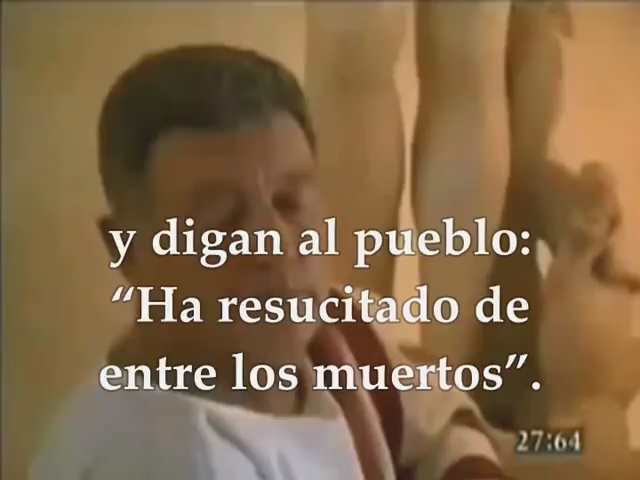 y digan al pueblo:
“Ha resucitado de
entre los muertos”.
27:64